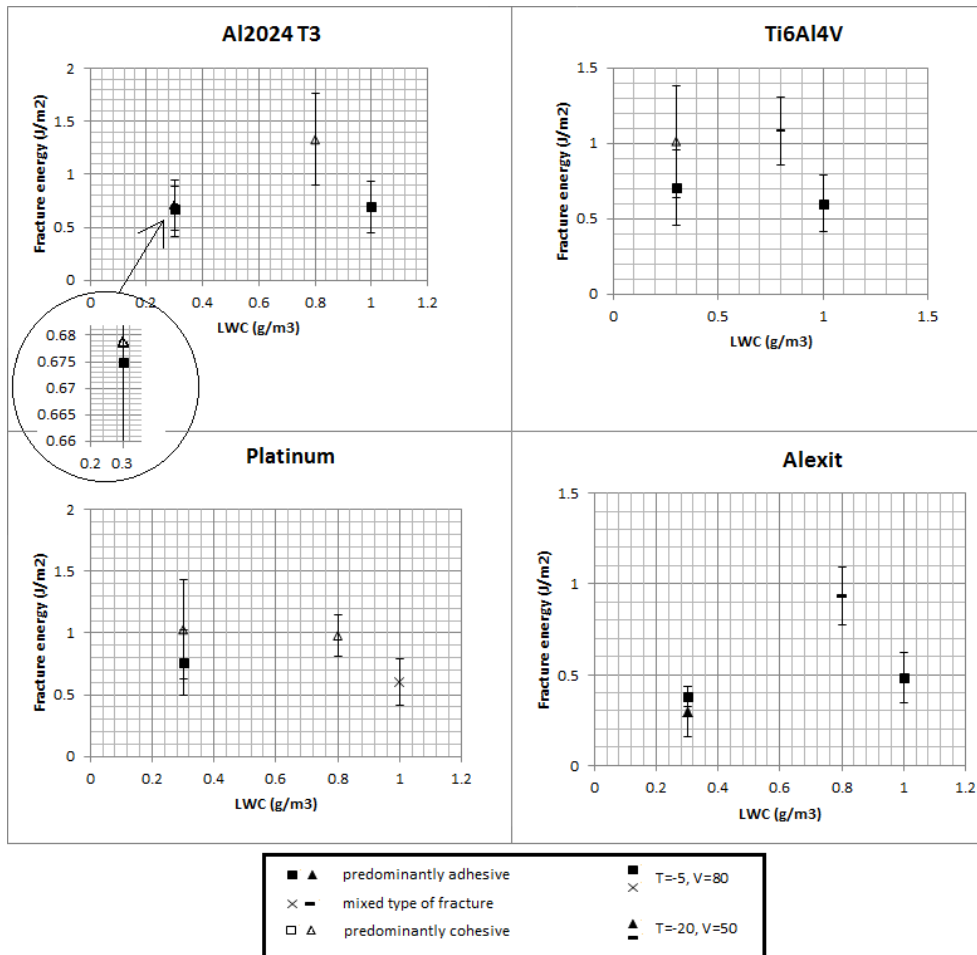 Al2024 T3
Fracture energy (J/m2)
2
1.5
1
0.5
0
0 0.2 0.4 0.6 0.8 1 1.2
LWC (g/m3)
0.68
0.675
0.67
0.665
0.66
0.2 0.3
Ti6Al4V
Fracture energy (J/m2)
1.5
1
0.5
0
0 0.5 1 1.5
LWC (g/m3)
Platinum
Fracture energy (J/m2)
2
1.5
1
0.5
0
0 0.2 0.4 0.6 0.8 1 1.2
LWC (g/m3)
Alexit
Fracture energy (J/m2)
1.5
1
0.5
0
0 0.2 0.4 0.6 0.8 1 1.2
LWC (g/m3)
predominantly adhesive
mixed type of fracture
predominantly cohesive
T=-5, V=80
T=-20, V=50